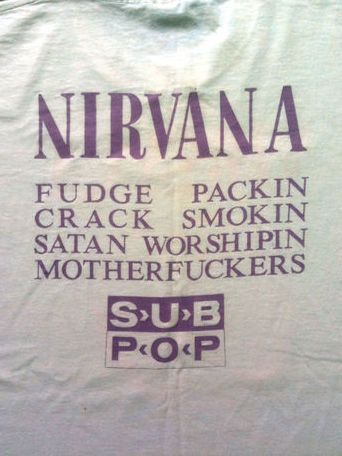 NIRVANA
FUDGE PACKIN
CRACK SMOKIN
SATAN WORSHIPIN
MOTHERFUCKERS
S›U›B
P‹O‹P